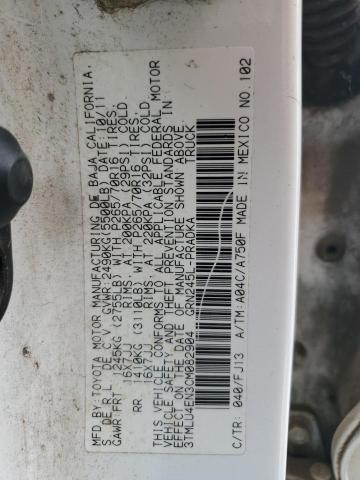 MFD.BY:TOYOTA MOTOR MANUFACTURING DE BAJA CALIFORNIA,
S. DE R.L DE C.V GVWR:2490KG(5500LB) DATE: 10/11
GAWR:FRT 1245KG (2755LB) WITH P265/70R16 TIRES,
16X7JJ RIMS, AT 200KPA (29PSI) COLD
RR 1410KG (3110LB) WITH P265/70R16 TIRES,
16X7JJ RIMS, AT 220KPA (32PSI) COLD
THIS VEHICLE CONFORMS TO ALL APPLICABLE FEDERAL MOTOR
VEHICLE SAFETY AND THEFT PREVENTION STANDARDS IN
EFFECT ON THE DATE OF MANUFACTURE SHOWN ABOVE.
3TMLU4EN3CM082904 TRUCK
GRN245L-PRADKA
C/TR: 040/FJ13 A/TM: A04C/A750F MADE IN MEXICO NO.102